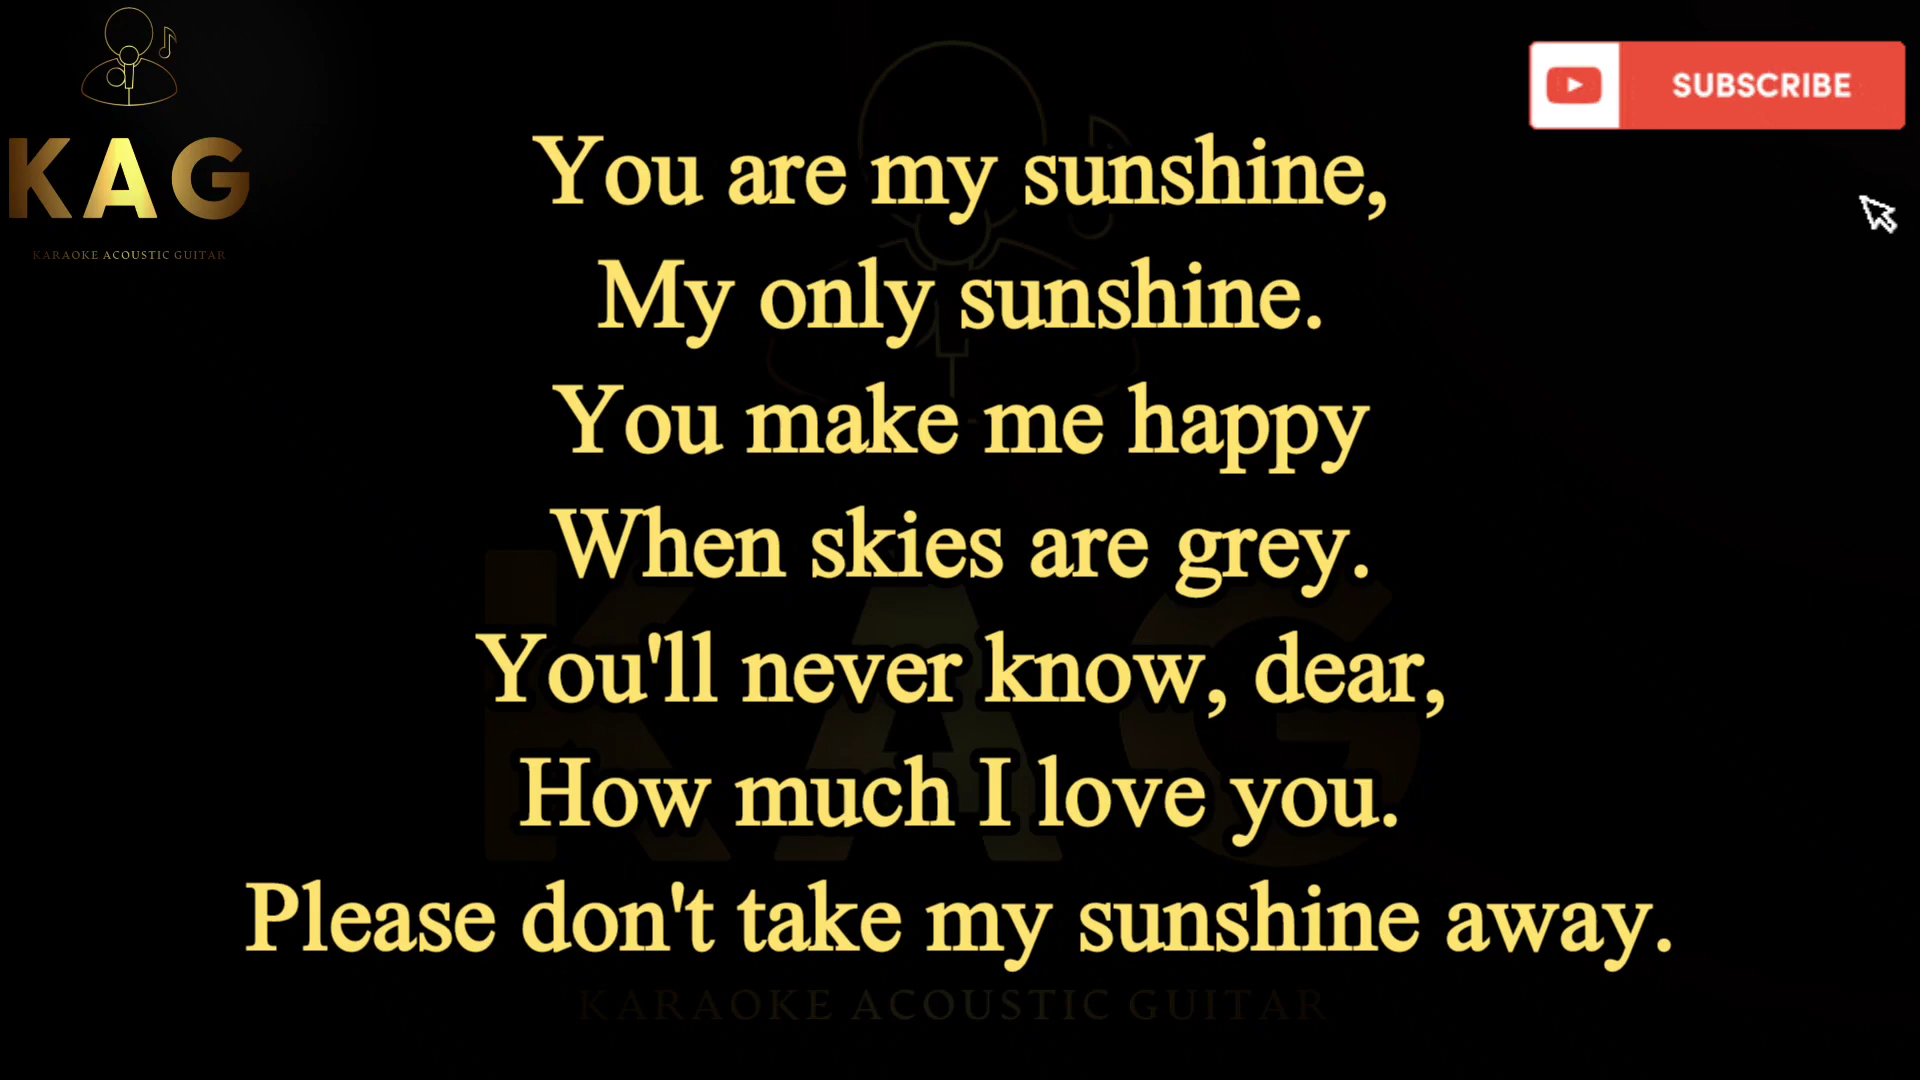 KAG
KARAOKE ACOUSTIC GUITAR
SUBSCRIBE
You are my sunshine,
My only sunshine.
You make me happy
When skies are grey.
You'll never know, dear,
How much I love you.
Please don't take my sunshine away.
KAG
KARAOKE ACOUSTIC GUITAR